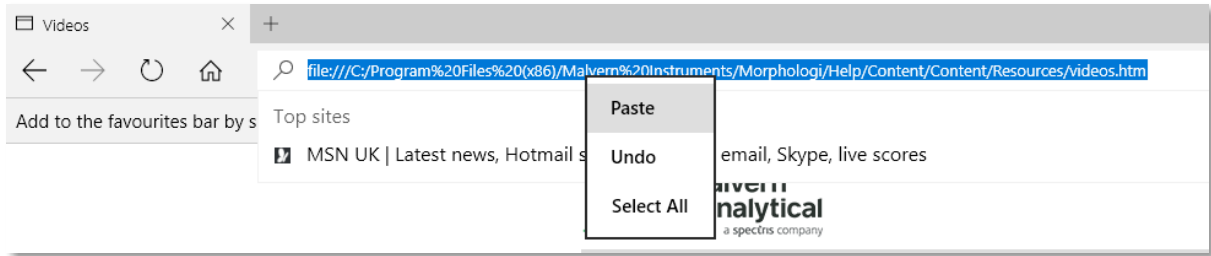 Videos
file:///C:/Program%20Files%20(x86)/Malvern%20Instruments/Morphologi/Help/Content/Content/Resources/videos.htm
Paste
Add to the favourites bar by s
Top sites
MSN UK | Latest news, Hotmail s
Undo
email, Skype, live scores
Select All
nalytical
a spectris company